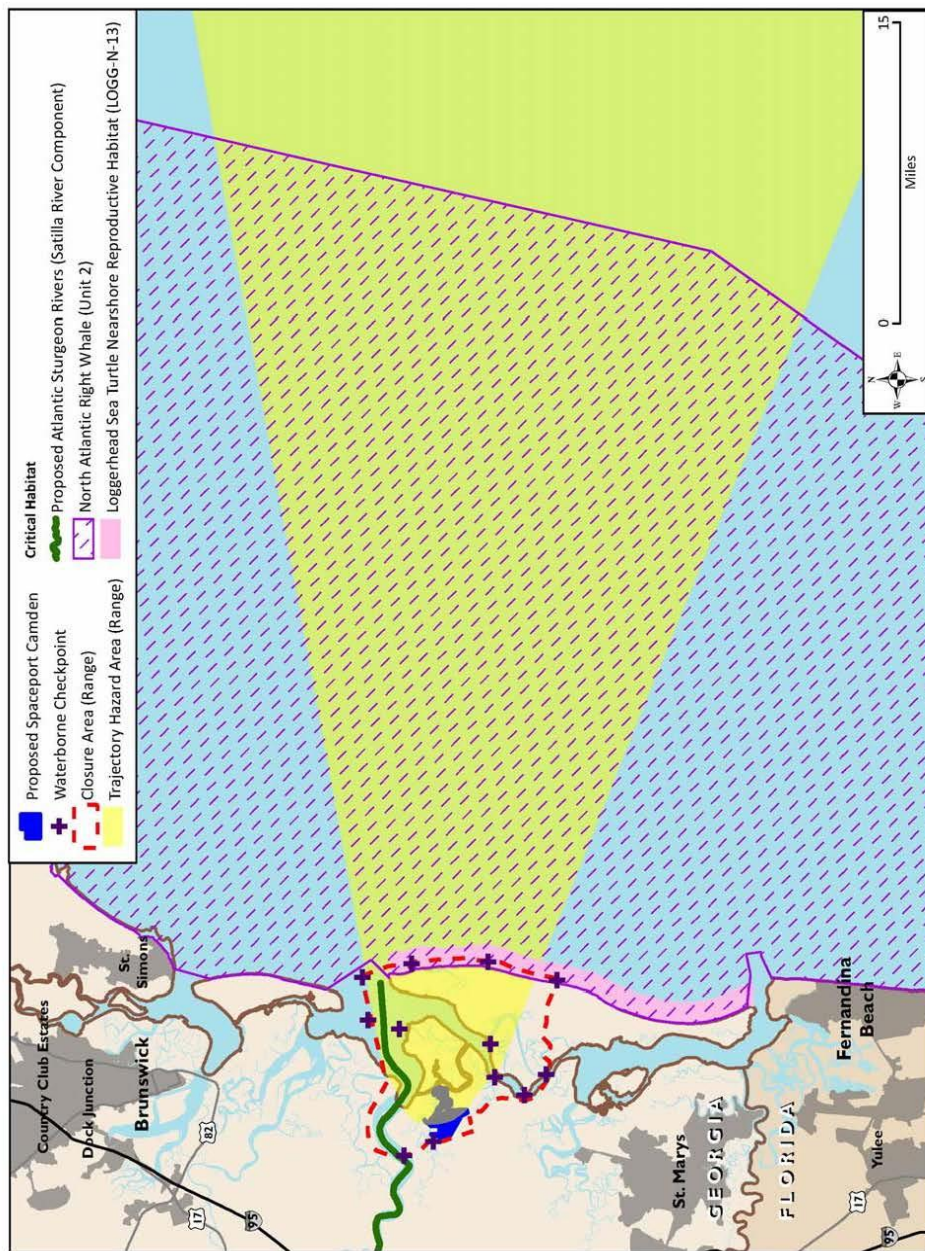 Proposed Spaceport Camden
Waterborne Checkpoint
Closure Area (Range)
Trajectory Hazard Area (Range)
Critical Habitat
Proposed Atlantic Sturgeon Rivers (Satilla River Component)
North Atlantic Right Whale (Unit 2)
Loggerhead Sea Turtle Nearshore Reproductive Habitat (LOGG-N-13)
Country Club Estates
Dock Junction
Brunswick
St.
Simons
82
17
95
St. Marys
GEORGIA
FLORIDA
Fernandina
Beach
Yulee
17
95
N
W
E
S
0
15
Miles